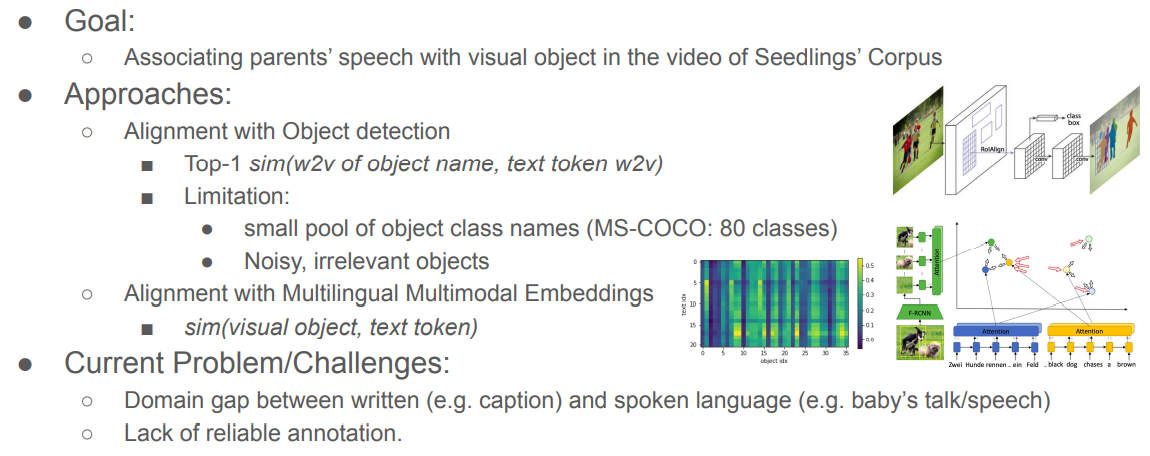 Goal:
Associating parents' speech with visual object in the video of Seedlings' Corpus
Approaches:
Alignment with Object detection
Top-1 sim(w2v of object name, text token w2v)
Limitation:
small pool of object class names (MS-COCO: 80 classes)
Noisy, irrelevant objects
Alignment with Multilingual Multimodal Embeddings
sim(visual object, text token)
Current Problem/Challenges:
Domain gap between written (e.g. caption) and spoken language (e.g. baby's talk/speech)
Lack of reliable annotation.
RoIAlign
class
box
conv
conv
text idx
0
5
10
15
20
0 5 10 15 20 25 30 35
object idx
0.5
0.4
0.3
0.2
0.1
0.0
Attention
F-RCNN
Attention
Attention
Zwei Hunde rennen .. ein Feld
.. black dog chases a brown